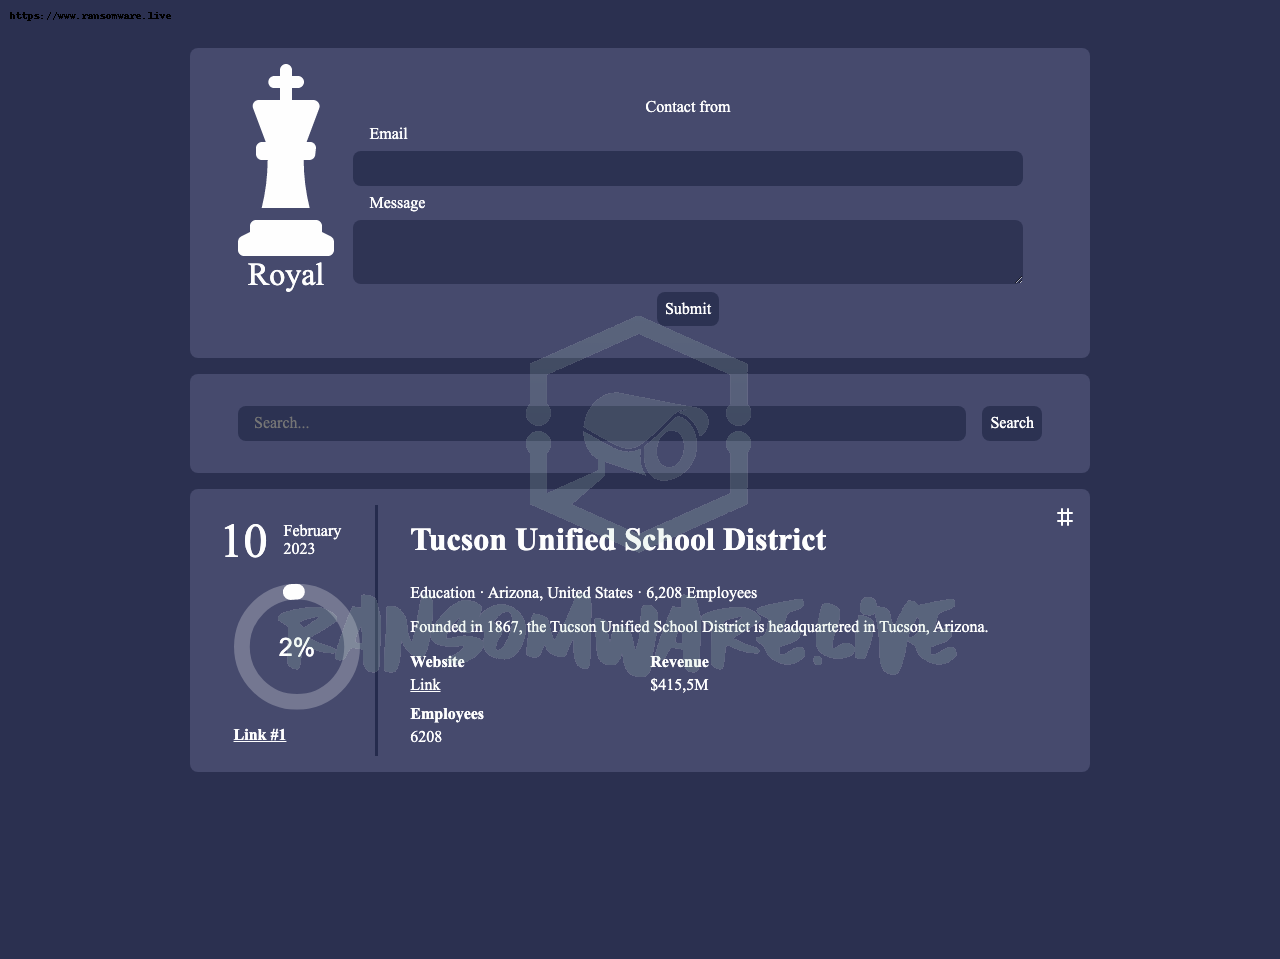 https://www.ransomware.live
Royal
Contact from
Email
Message
Submit
Search...
Search
10
February
2023
2%
Link #1
#
Tucson Unified School District
Education · Arizona, United States · 6,208 Employees
Founded in 1867, the Tucson Unified School District is headquartered in Tucson, Arizona.
Website
Link
Revenue
$415,5M
Employees
6208
RANSOMWARE.LIVE